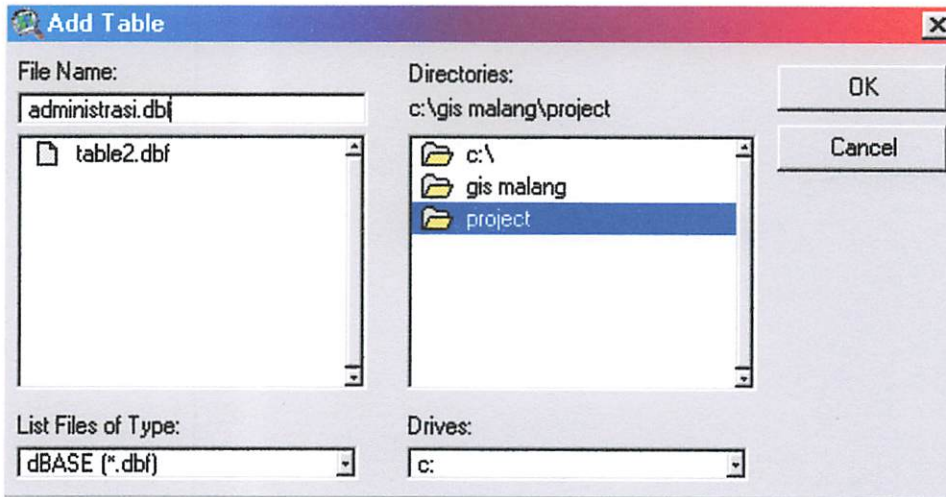 Add Table
File Name:
administrasi.dbf
table2.dbf
List Files of Type:
dBASE (*.dbf)
Directories:
c:\gis malang\project
c:\
gis malang
project
Drives:
c:
OK
Cancel